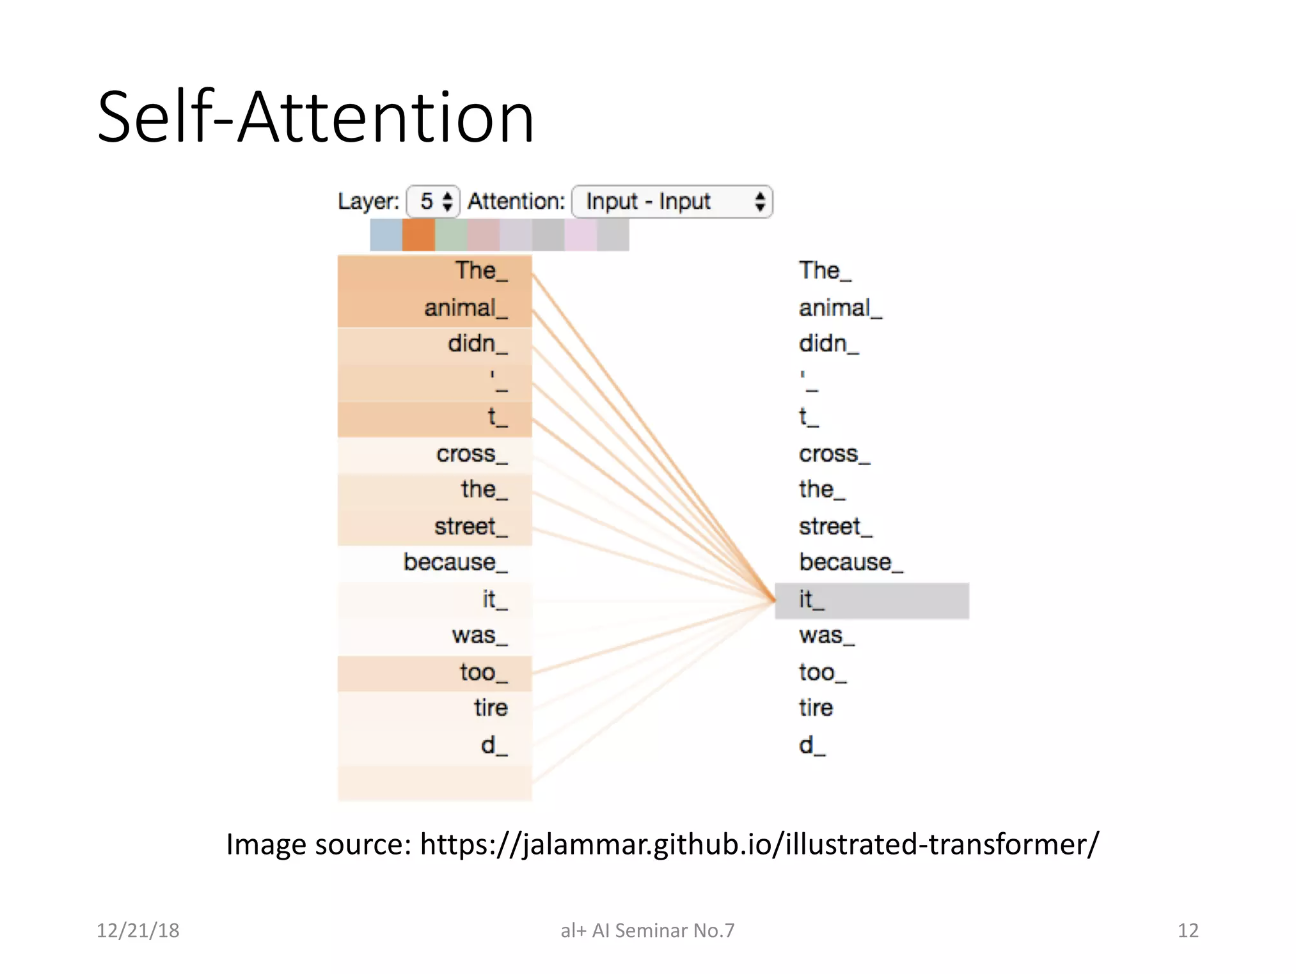 Self-Attention
Layer: 5 Attention: Input - Input
The_ The_
animal_ animal_
didn_ didn_
'_ '_
t_ t_
cross_ cross_
the_ the_
street_ street_
because_ because_
it_ it_
was_ was_
too_ too_
tire tire
d_ d_
Image source: https://jalammar.github.io/illustrated-transformer/
12/21/18 al+ AI Seminar No.7 12